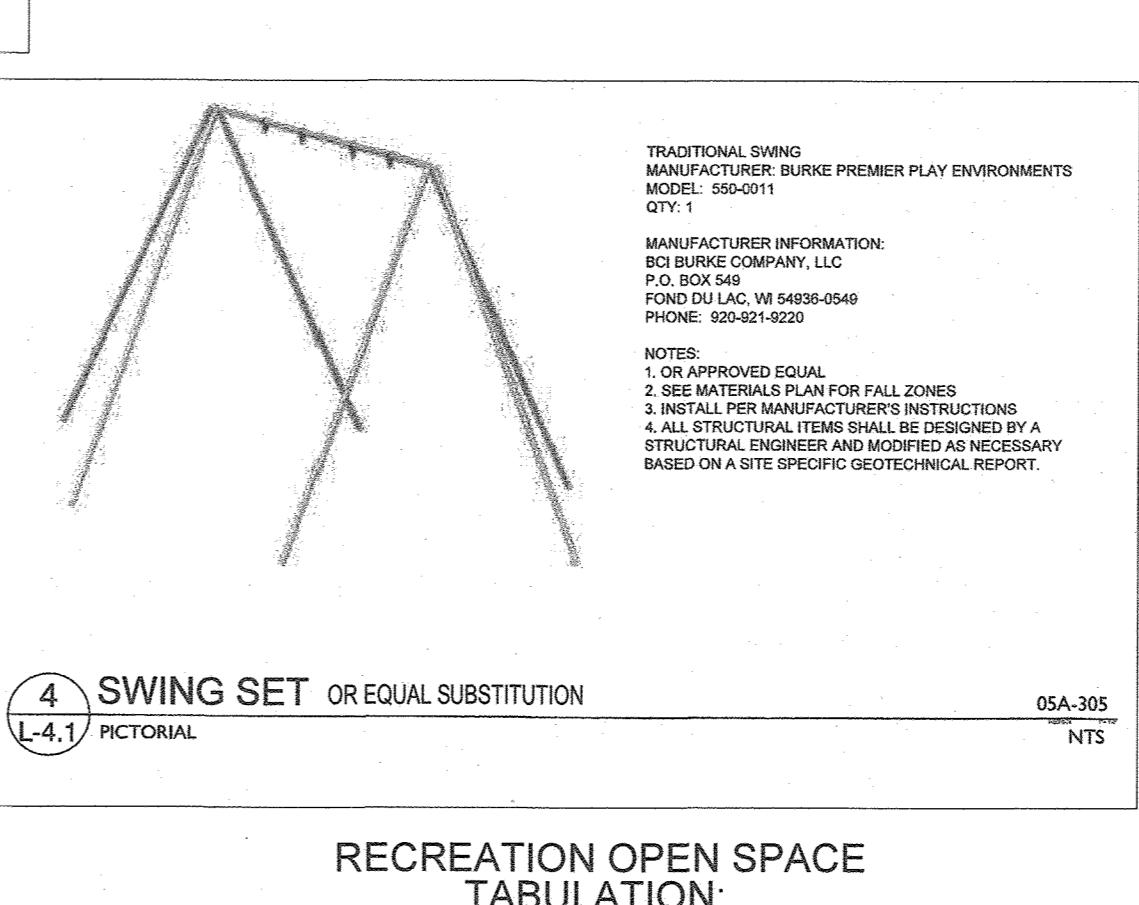 TRADITIONAL SWING
MANUFACTURER: BURKE PREMIER PLAY ENVIRONMENTS
MODEL: 550-0011
QTY: 1
MANUFACTURER INFORMATION:
BCI BURKE COMPANY, LLC
P.O. BOX 549
FOND DU LAC, WI 54936-0549
PHONE: 920-921-9220
NOTES:
1. OR APPROVED EQUAL
2. SEE MATERIALS PLAN FOR FALL ZONES
3. INSTALL PER MANUFACTURER'S INSTRUCTIONS
4. ALL STRUCTURAL ITEMS SHALL BE DESIGNED BY A
STRUCTURAL ENGINEER AND MODIFIED AS NECESSARY
BASED ON A SITE SPECIFIC GEOTECHNICAL REPORT.
4 SWING SET OR EQUAL SUBSTITUTION
05A-305
L-4.1 PICTORIAL
NTS
RECREATION OPEN SPACE
TABULATION: